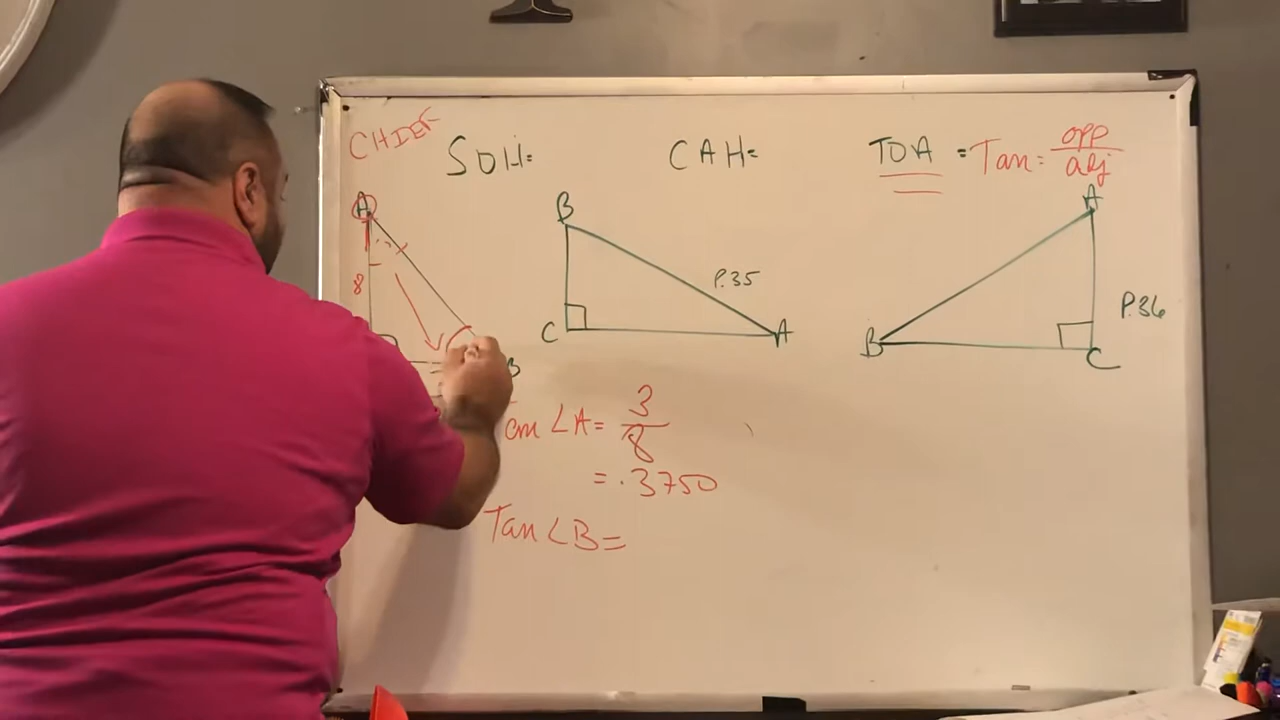 CHIEF
SOH=
CAH=
TOA = Tan = opp
adj
A
8
B
B
P.35
C
A
A
P.36
B
C
Tan ∠A = 3
8
= .3750
Tan ∠B =